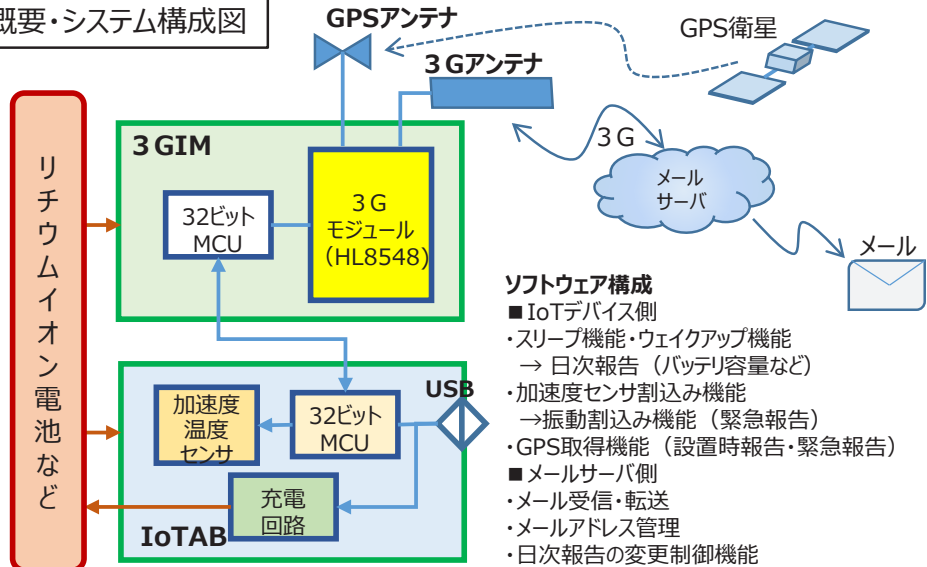 概要・システム構成図
GPSアンテナ
GPS衛星
３Gアンテナ
３GIM
３G
メール
サーバ
メール
リチウムイオン電池など
32ビット
MCU
３G
モジュール
（HL8548)
ソフトウェア構成
■IoTデバイス側
・スリープ機能・ウェイクアップ機能
→ 日次報告（バッテリ容量など）
・加速度センサ割込み機能
→振動割込み機能（緊急報告）
・GPS取得機能（設置時報告・緊急報告）
■メールサーバ側
・メール受信・転送
・メールアドレス管理
・日次報告の変更制御機能
USB
加速度
温度
センサ
32ビット
MCU
充電
回路
IoTAB